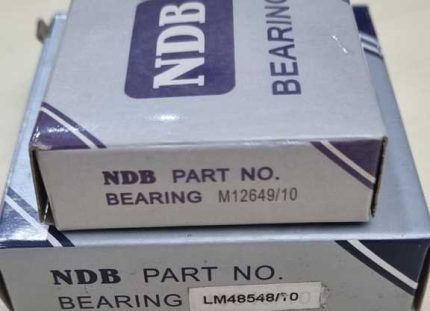 NDB
BEARING
NDB PART NO.
BEARING M12649/10
NDB PART NO.
BEARING LM48548/10